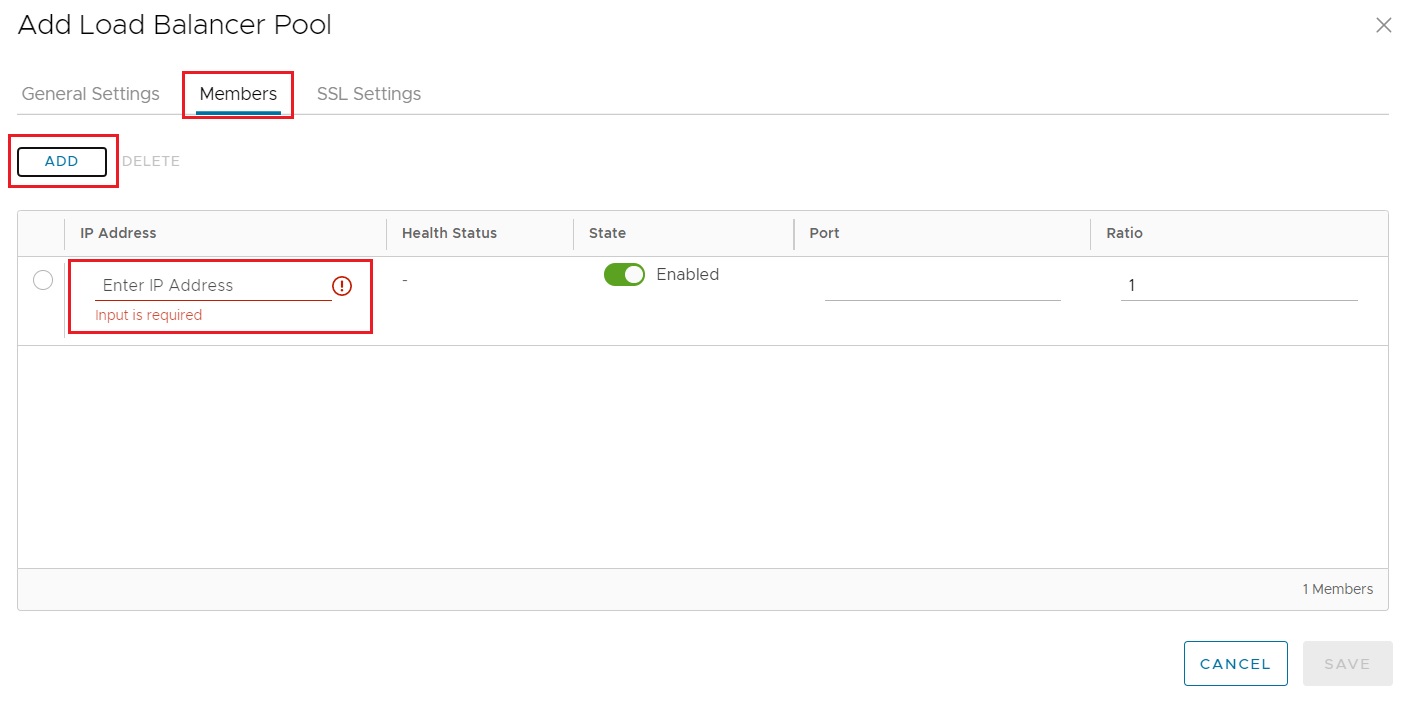 Add Load Balancer Pool
General Settings Members SSL Settings
ADD DELETE
IP Address Health Status State Port Ratio
Enter IP Address - Enabled 1
Input is required
1 Members
CANCEL SAVE